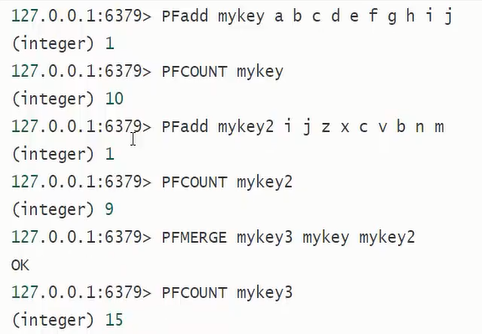 127.0.0.1:6379> PFadd mykey a b c d e f g h i j
(integer) 1
127.0.0.1:6379> PFCOUNT mykey
(integer) 10
127.0.0.1:6379> PFadd mykey2 i j z x c v b n m
(integer) 1
127.0.0.1:6379> PFCOUNT mykey2
(integer) 9
127.0.0.1:6379> PFMERGE mykey3 mykey mykey2
OK
127.0.0.1:6379> PFCOUNT mykey3
(integer) 15